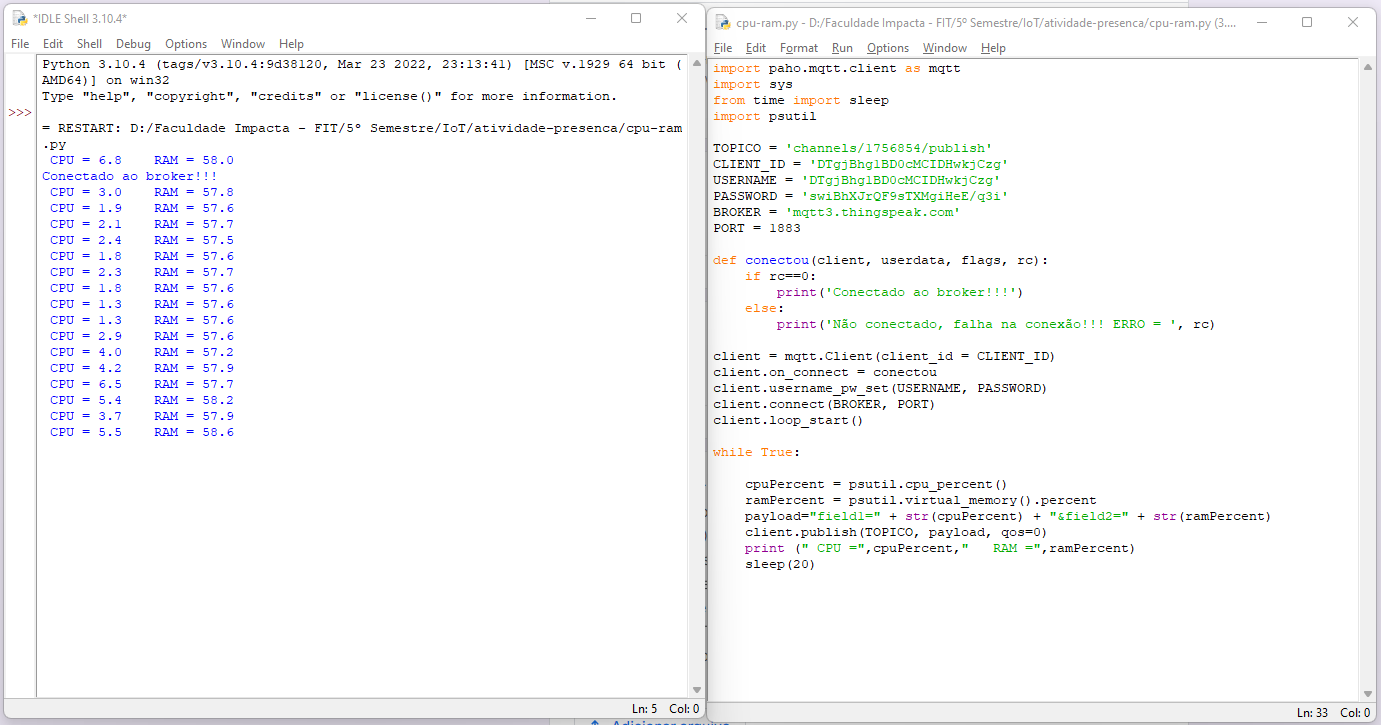 *IDLE Shell 3.10.4*
File Edit Shell Debug Options Window Help
Python 3.10.4 (tags/v3.10.4:9d38120, Mar 23 2022, 23:13:41) [MSC v.1929 64 bit (
AMD64)] on win32
Type "help", "copyright", "credits" or "license()" for more information.
>>>
= RESTART: D:/Faculdade Impacta - FIT/5º Semestre/IoT/atividade-presenca/cpu-ram
.py
CPU = 6.8    RAM = 58.0
Conectado ao broker!!!
CPU = 3.0    RAM = 57.8
CPU = 1.9    RAM = 57.6
CPU = 2.1    RAM = 57.7
CPU = 2.4    RAM = 57.5
CPU = 1.8    RAM = 57.6
CPU = 2.3    RAM = 57.7
CPU = 1.8    RAM = 57.6
CPU = 1.3    RAM = 57.6
CPU = 1.3    RAM = 57.6
CPU = 2.9    RAM = 57.6
CPU = 4.0    RAM = 57.2
CPU = 4.2    RAM = 57.9
CPU = 6.5    RAM = 57.7
CPU = 5.4    RAM = 58.2
CPU = 3.7    RAM = 57.9
CPU = 5.5    RAM = 58.6
Ln: 5 Col: 0
cpu-ram.py - D:/Faculdade Impacta - FIT/5º Semestre/IoT/atividade-presenca/cpu-ram.py (3....
File Edit Format Run Options Window Help
import paho.mqtt.client as mqtt
import sys
from time import sleep
import psutil
TOPICO = 'channels/1756854/publish'
CLIENT_ID = 'DTgjBhglBD0cMCIDHwkjCzg'
USERNAME = 'DTgjBhglBD0cMCIDHwkjCzg'
PASSWORD = 'swiBhXJrQF9sTXMgiHeE/q3i'
BROKER = 'mqtt3.thingspeak.com'
PORT = 1883
def conectou(client, userdata, flags, rc):
    if rc==0:
        print('Conectado ao broker!!!')
    else:
        print('Não conectado, falha na conexão!!! ERRO = ', rc)
client = mqtt.Client(client_id = CLIENT_ID)
client.on_connect = conectou
client.username_pw_set(USERNAME, PASSWORD)
client.connect(BROKER, PORT)
client.loop_start()
while True:
    cpuPercent = psutil.cpu_percent()
    ramPercent = psutil.virtual_memory().percent
    payload="field1=" + str(cpuPercent) + "&field2=" + str(ramPercent)
    client.publish(TOPICO, payload, qos=0)
    print (" CPU =",cpuPercent,"   RAM =",ramPercent)
    sleep(20)
Ln: 33 Col: 0